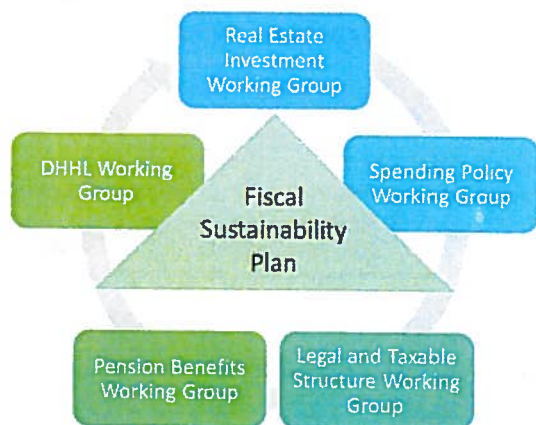 Real Estate
Investment
Working Group
DHHL Working
Group
Spending Policy
Working Group
Fiscal
Sustainability
Plan
Pension Benefits
Working Group
Legal and Taxable
Structure Working
Group